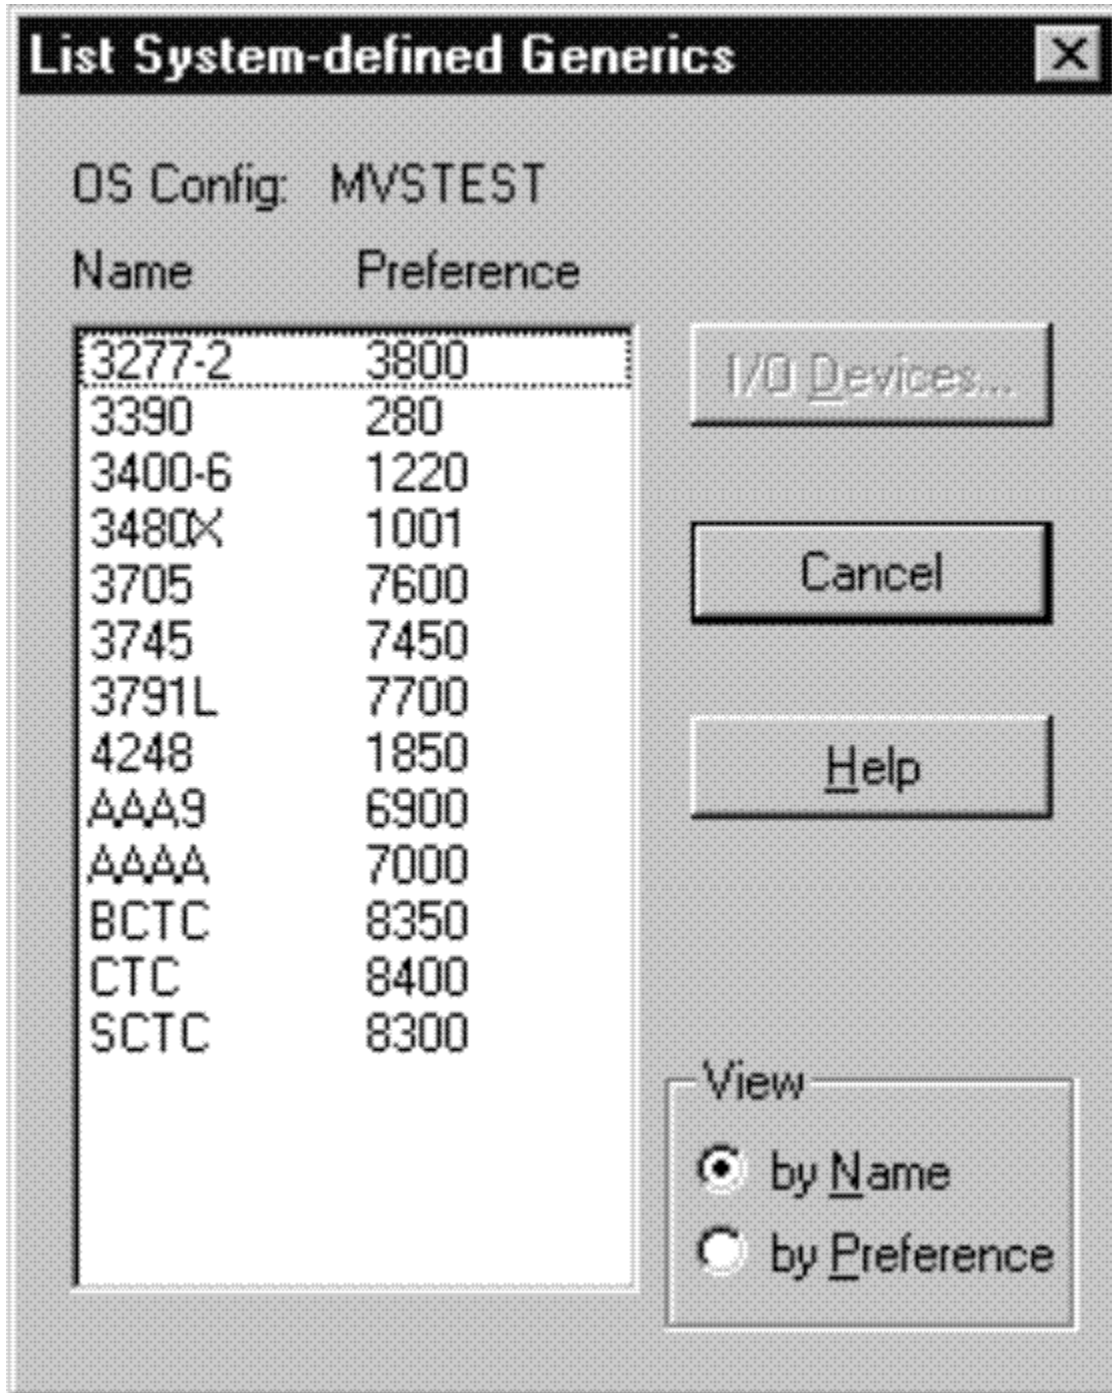 List System-defined Generics
OS Config: MVSTEST
Name Preference
3277-2 3800
3390 280
3400-6 1220
3480X 1001
3705 7600
3745 7450
3791L 7700
4248 1850
AAA9 6900
AAAA 7000
BCTC 8350
CTC 8400
SCTC 8300
I/O Devices...
Cancel
Help
View
by Name
by Preference